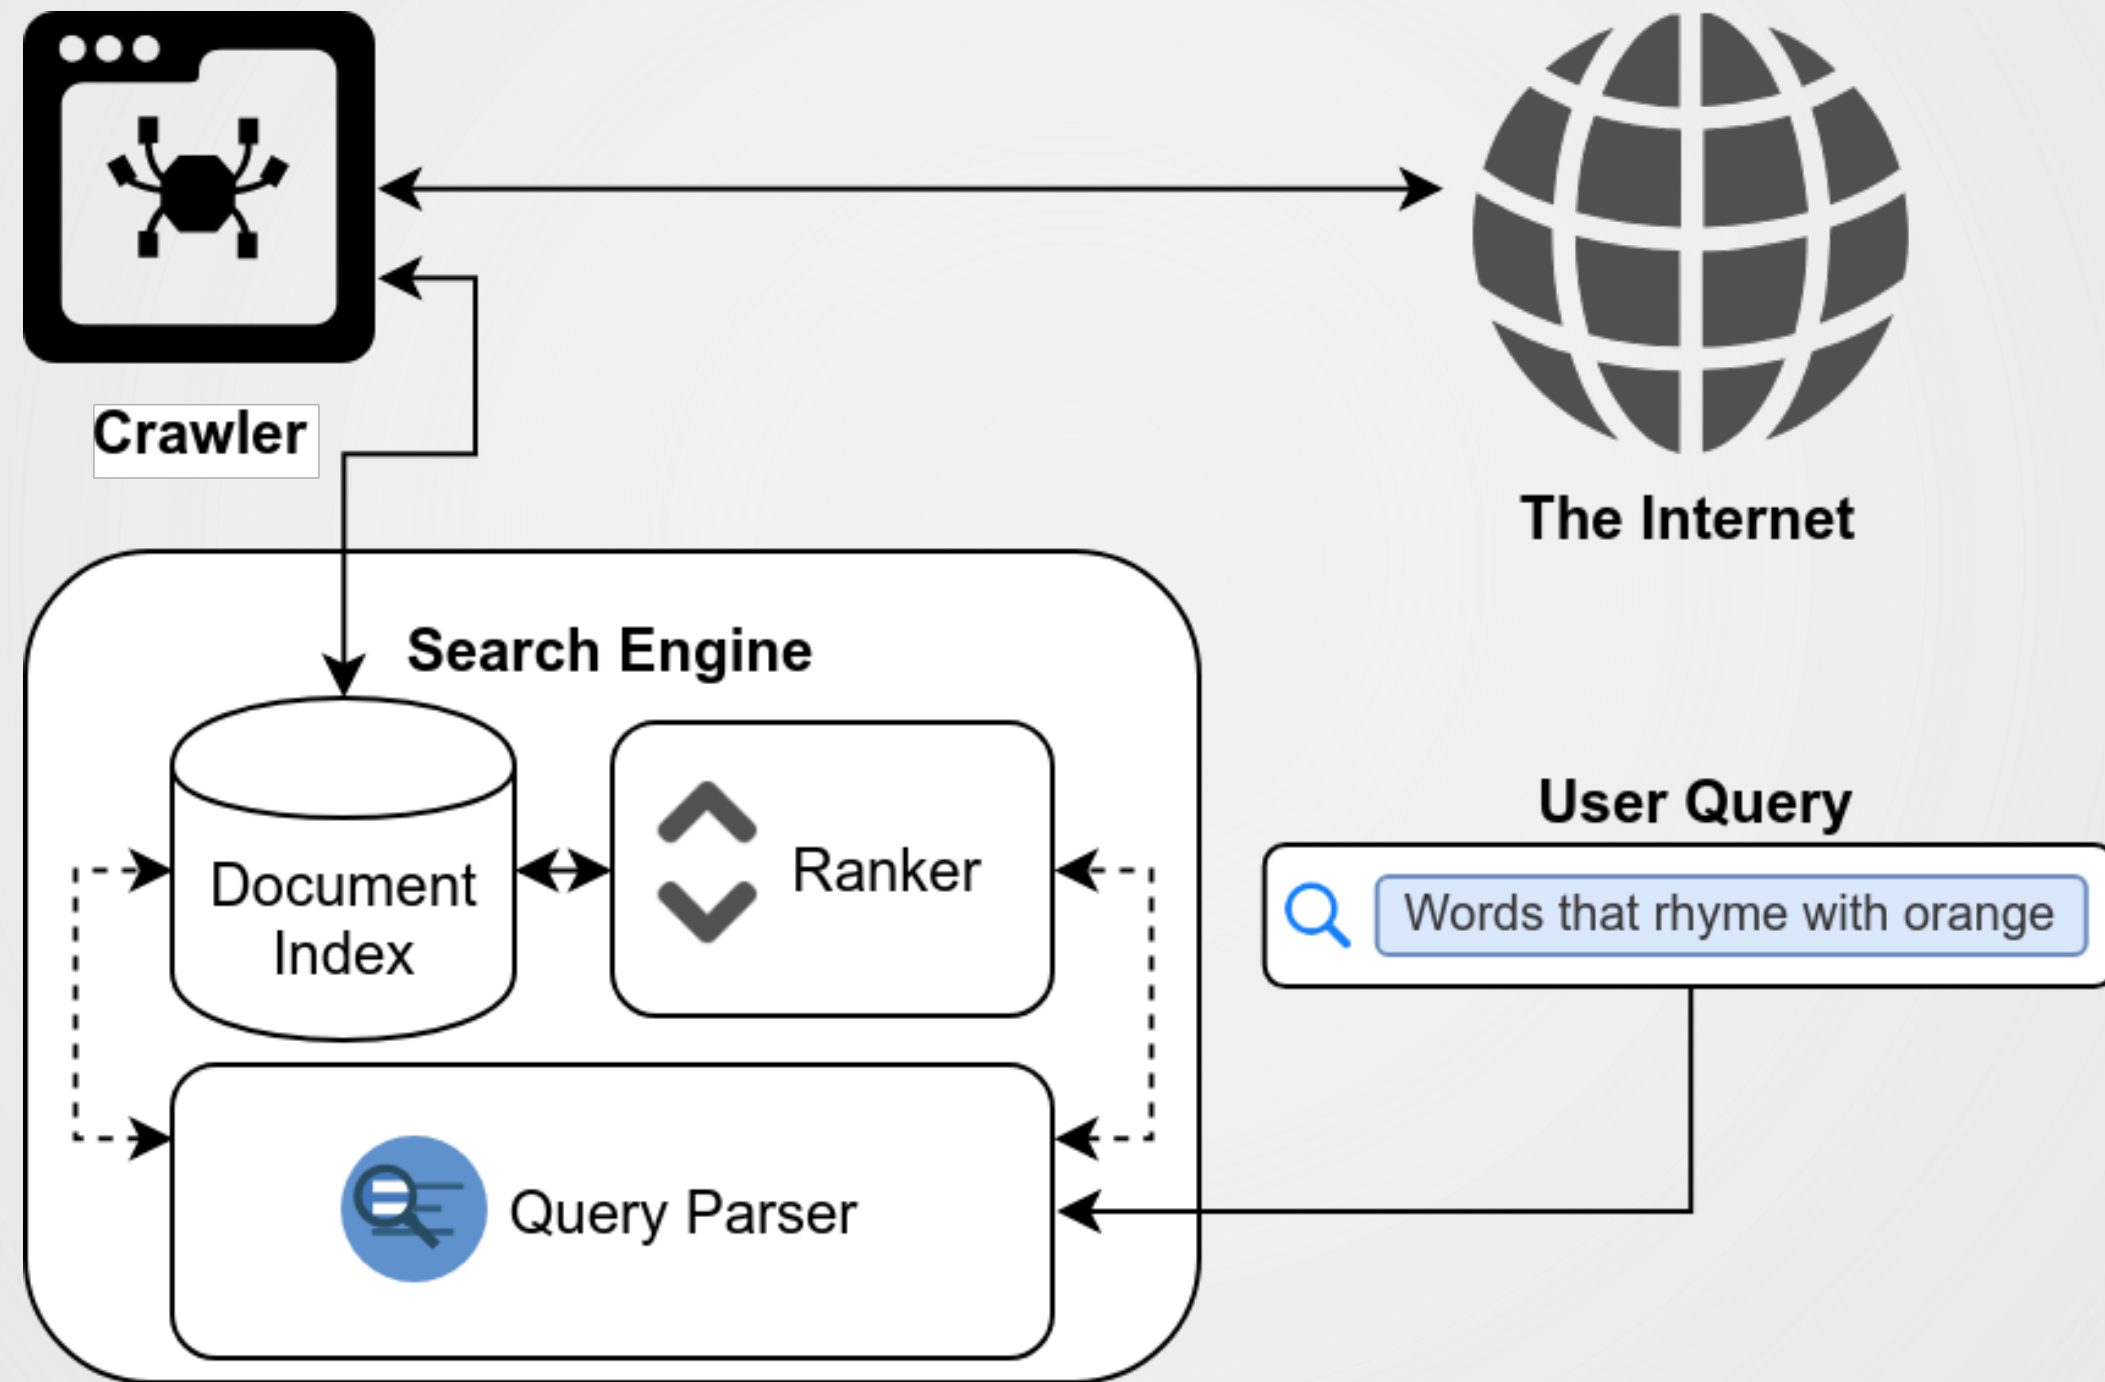 Crawler
The Internet
Search Engine
Document
Index
Ranker
User Query
Words that rhyme with orange
Query Parser